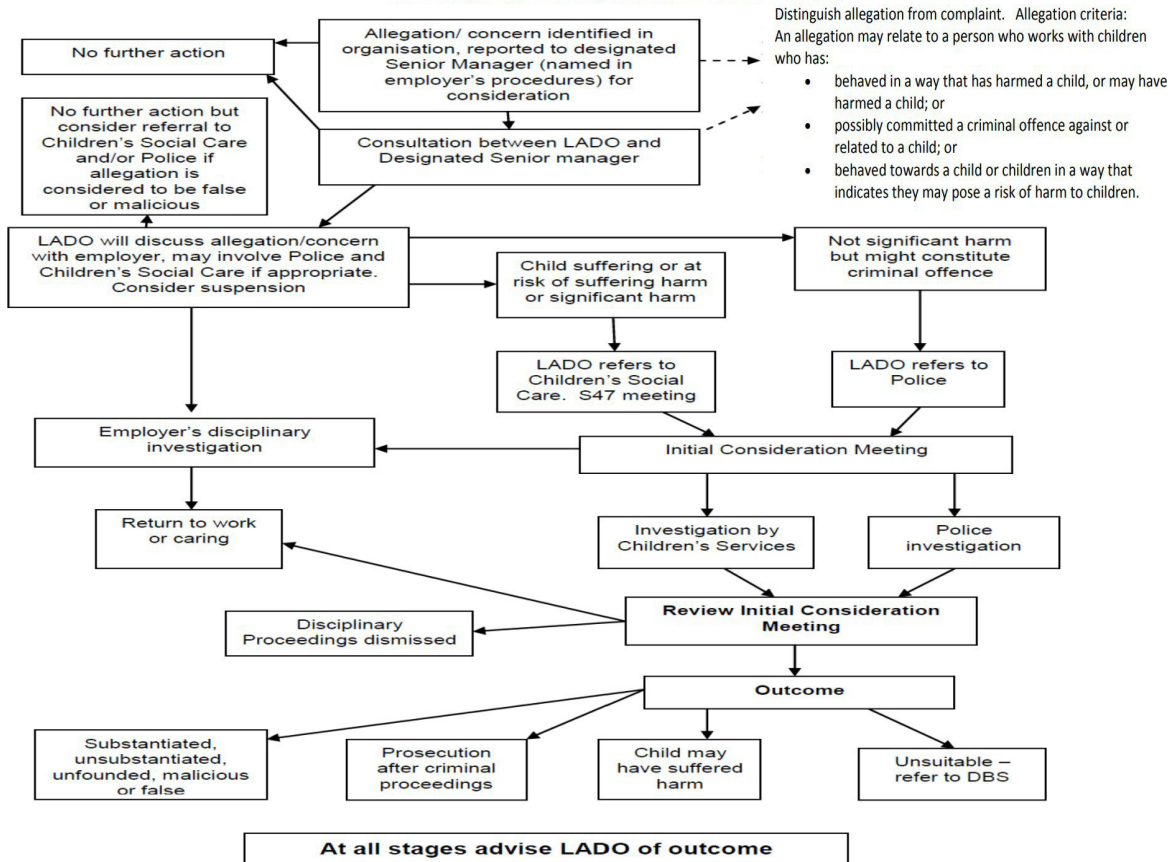 No further action
Allegation/ concern identified in
organisation, reported to designated
Senior Manager (named in
employer's procedures) for
consideration
Distinguish allegation from complaint. Allegation criteria:
An allegation may relate to a person who works with children
who has:
• behaved in a way that has harmed a child, or may have
harmed a child; or
• possibly committed a criminal offence against or
related to a child; or
• behaved towards a child or children in a way that
indicates they may pose a risk of harm to children.
No further action but
consider referral to
Children's Social Care
and/or Police if
allegation is
considered to be false
or malicious
Consultation between LADO and
Designated Senior manager
LADO will discuss allegation/concern
with employer, may involve Police and
Children's Social Care if appropriate.
Consider suspension
Child suffering or at
risk of suffering harm
or significant harm
Not significant harm
but might constitute
criminal offence
LADO refers to
Children's Social
Care. S47 meeting
LADO refers to
Police
Employer's disciplinary
investigation
Initial Consideration Meeting
Return to work
or caring
Investigation by
Children's Services
Police
investigation
Disciplinary
Proceedings dismissed
Review Initial Consideration
Meeting
Outcome
Substantiated,
unsubstantiated,
unfounded, malicious
or false
Prosecution
after criminal
proceedings
Child may
have suffered
harm
Unsuitable –
refer to DBS
At all stages advise LADO of outcome